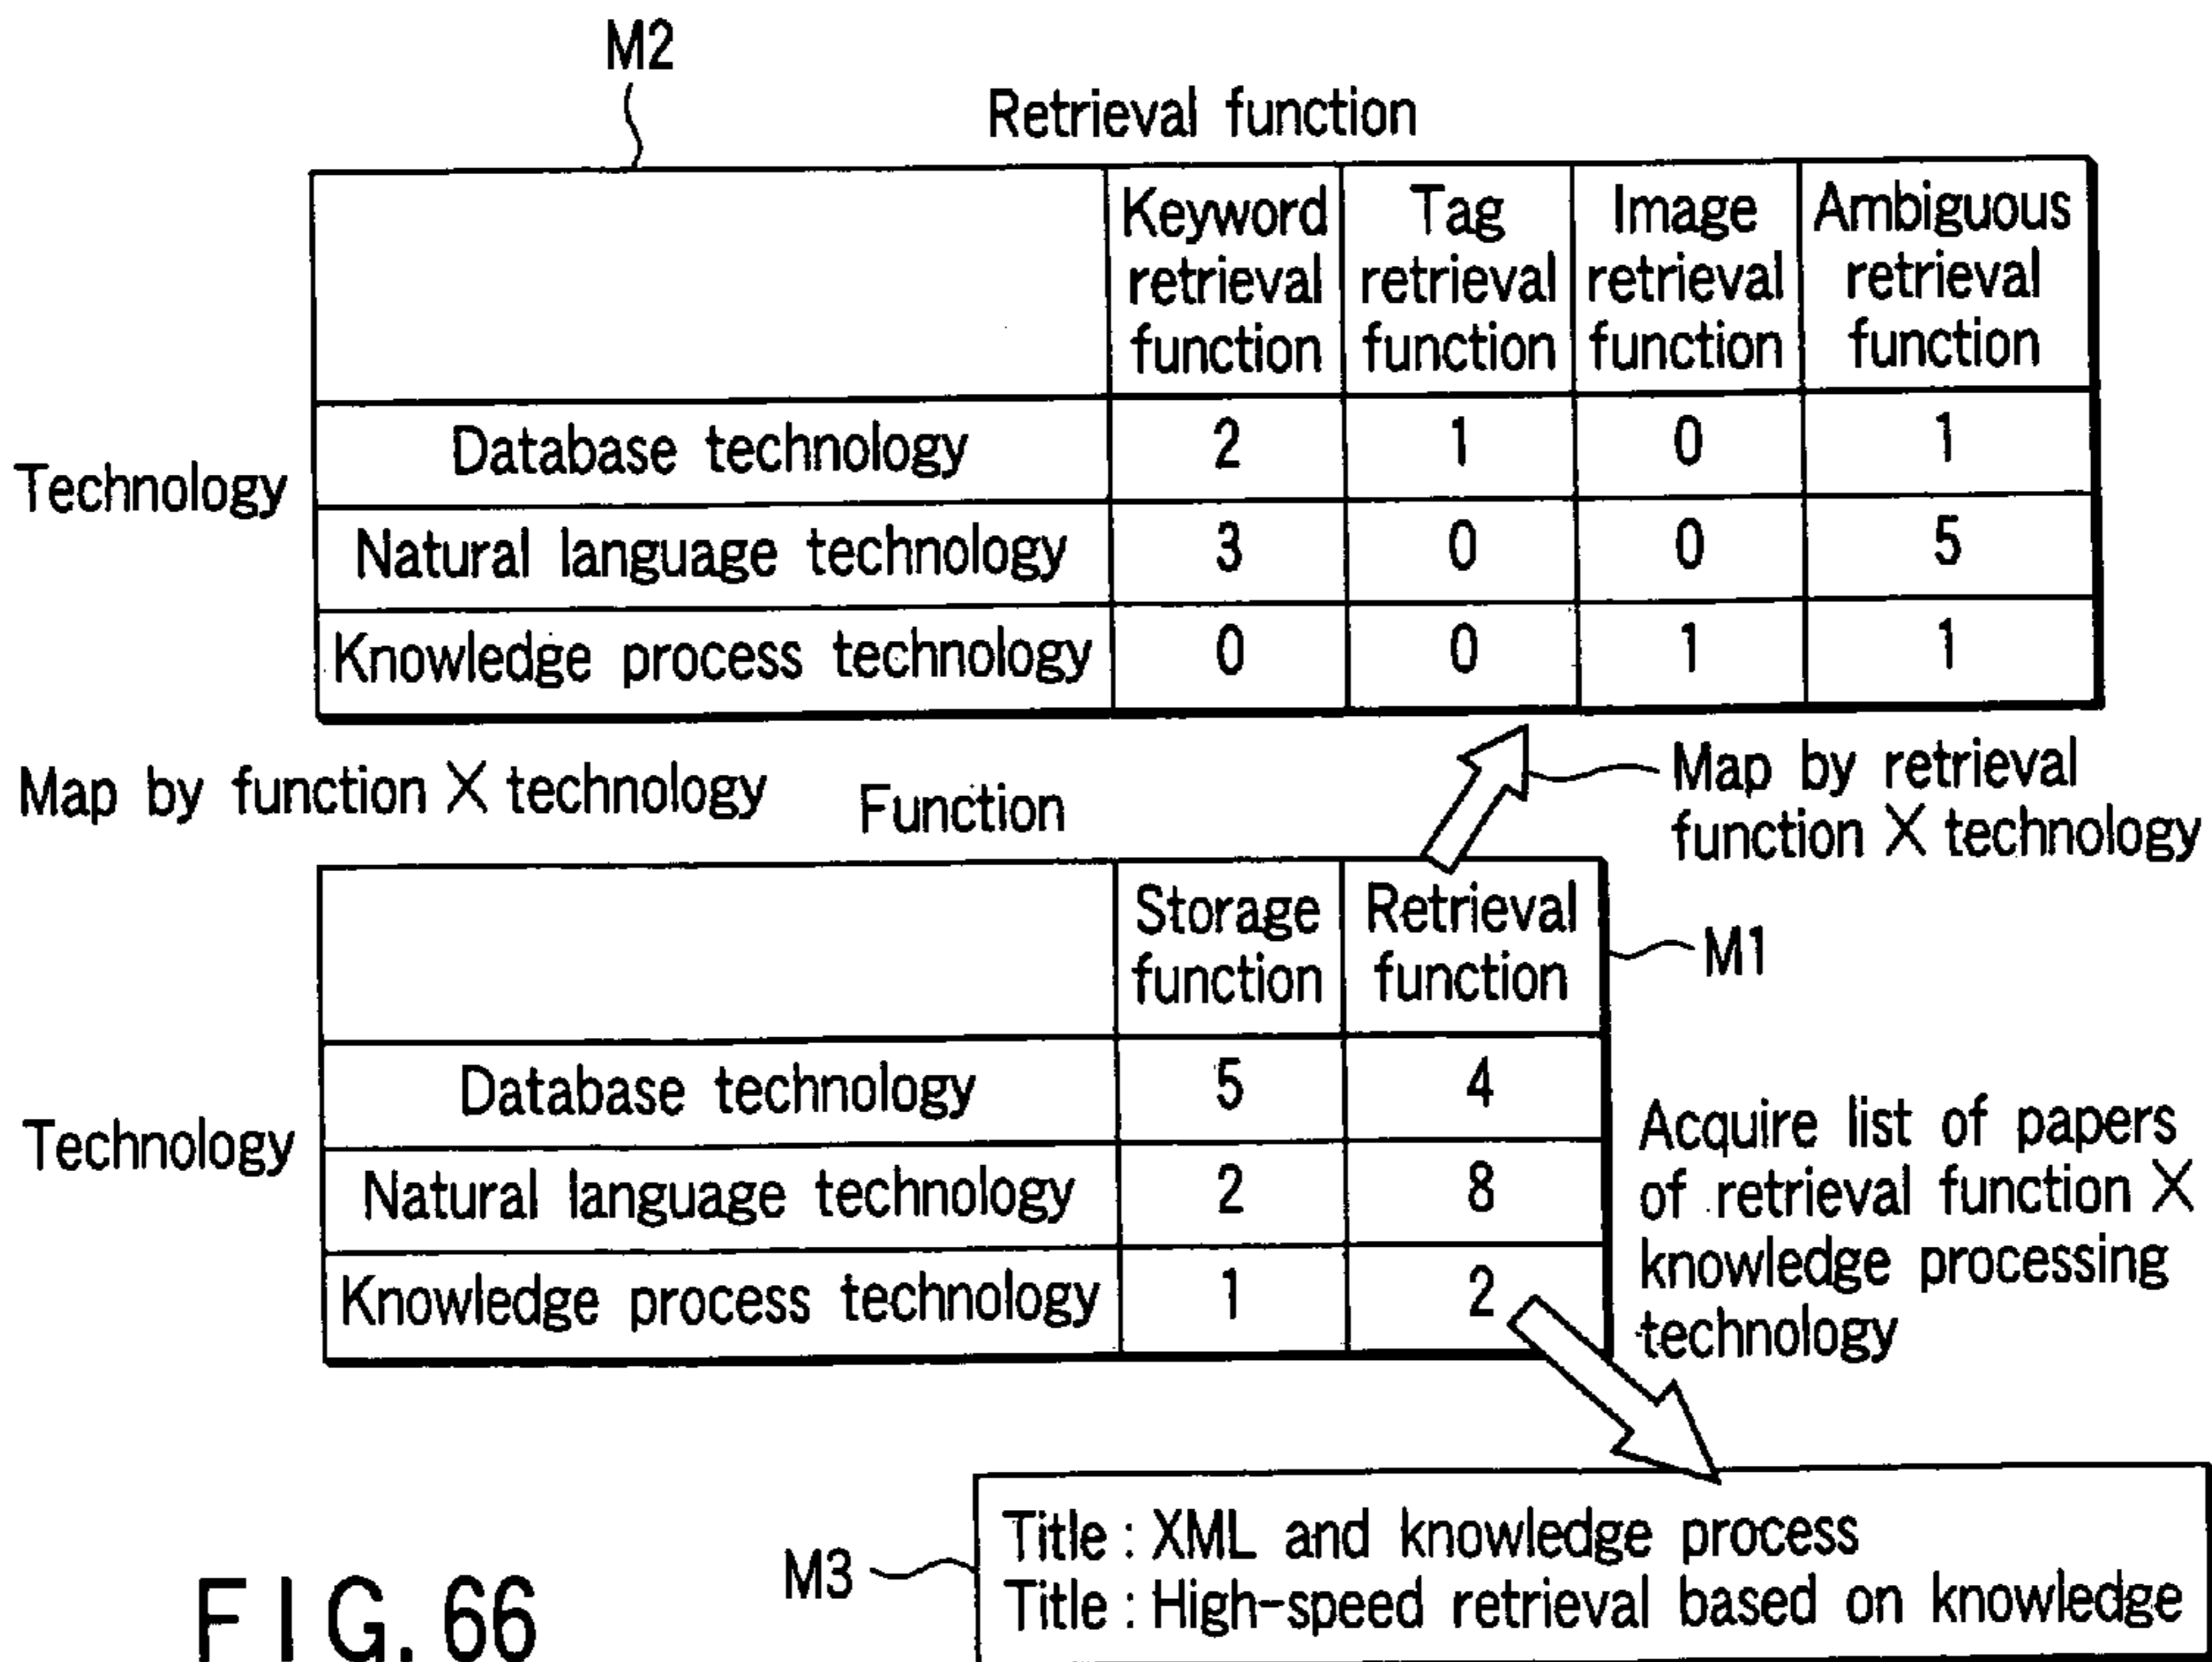 M2
Retrieval function
Keyword retrieval function
Tag retrieval function
Image retrieval function
Ambiguous retrieval function
Technology
Database technology 2 1 0 1
Natural language technology 3 0 0 5
Knowledge process technology 0 0 1 1
Map by function X technology
Map by retrieval
function X technology
Function
Storage function
Retrieval function
M1
Technology
Database technology 5 4
Natural language technology 2 8
Knowledge process technology 1 2
Acquire list of papers
of retrieval function X
knowledge processing
technology
M3
Title : XML and knowledge process
Title : High-speed retrieval based on knowledge
FIG. 66